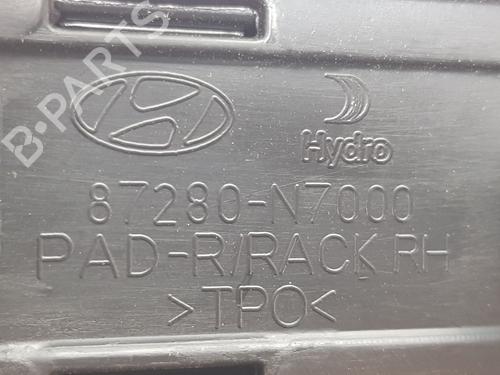 B-PARTS
Hydro
87280-N7000
PAD-R/RACK RH
>TPO<